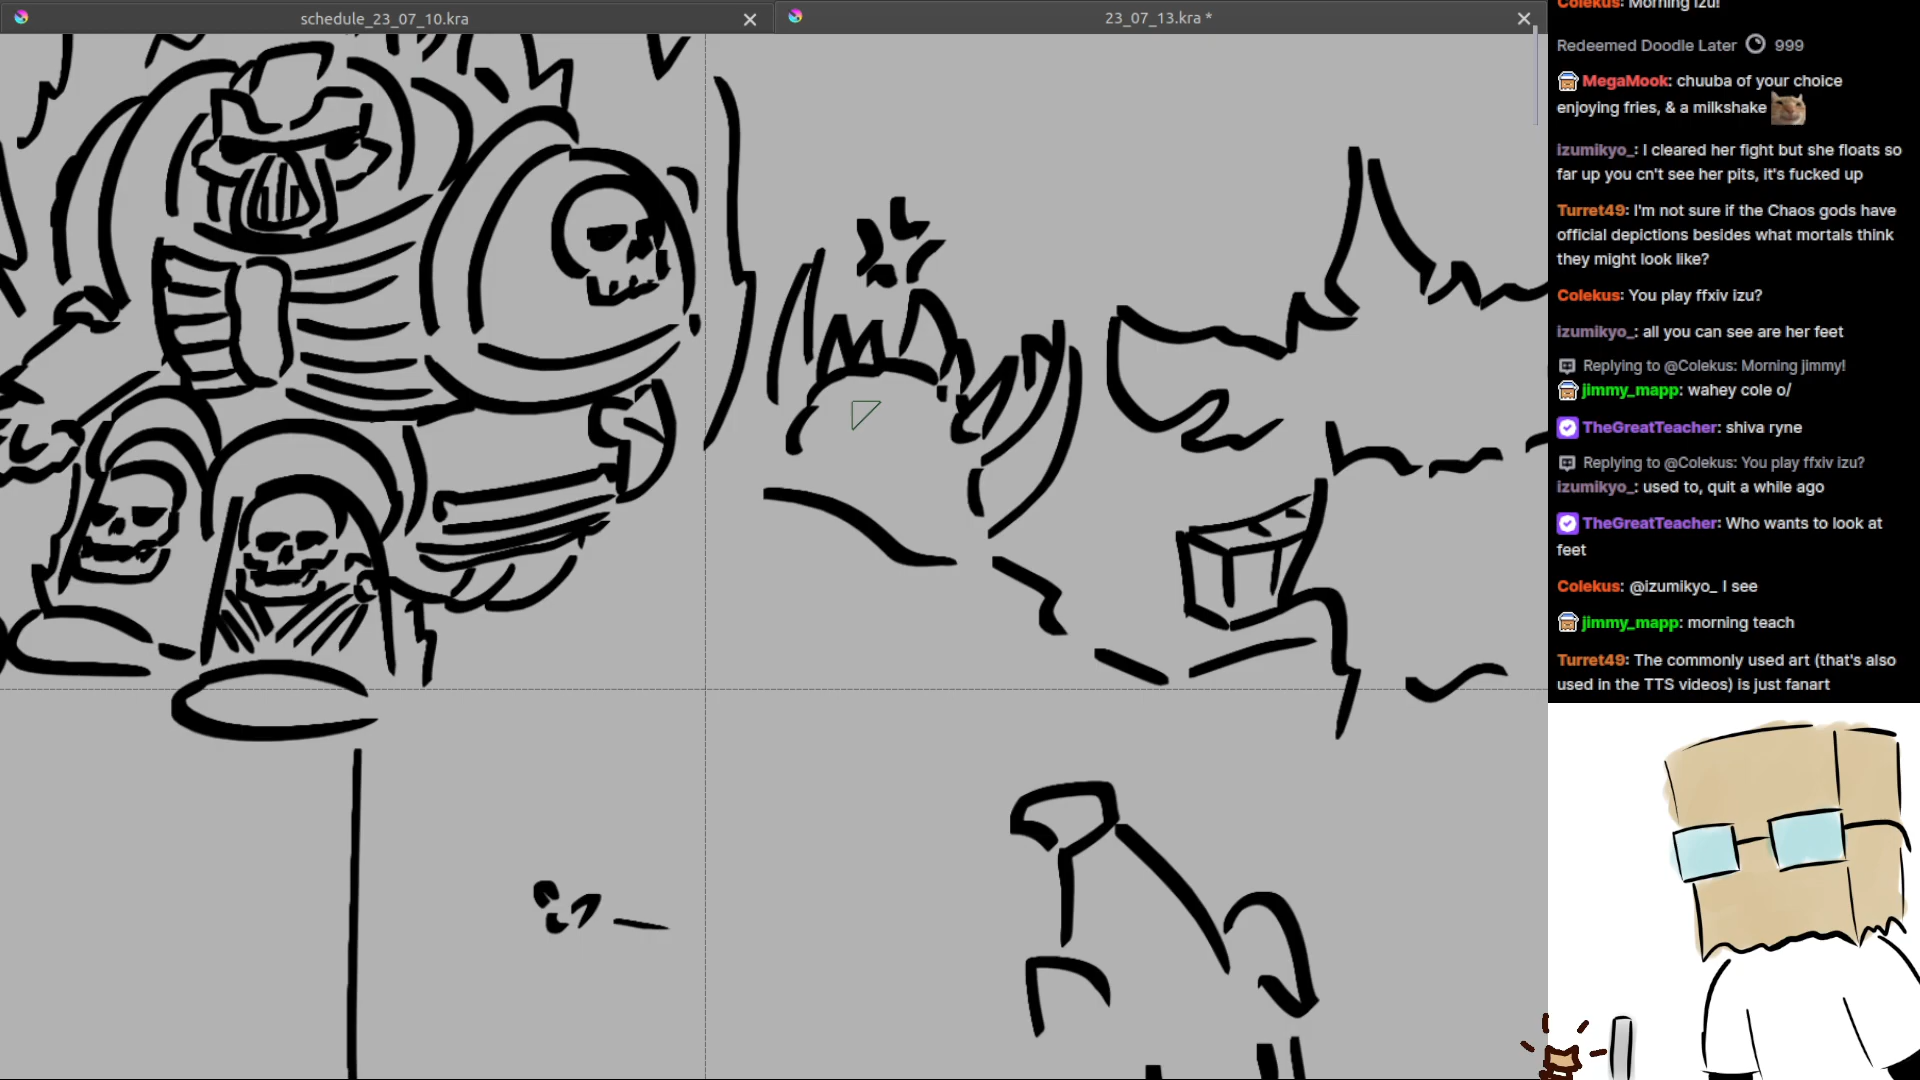 schedule_23_07_10.kra
23_07_13.kra *
Colekus: Morning izu!
Redeemed Doodle Later 999
MegaMook: chuuba of your choice
enjoying fries, & a milkshake
izumikyo_: I cleared her fight but she floats so
far up you cn't see her pits, it's fucked up
Turret49: I'm not sure if the Chaos gods have
official depictions besides what mortals think
they might look like?
Colekus: You play ffxiv izu?
izumikyo_: all you can see are her feet
Replying to @Colekus: Morning jimmy!
jimmy_mapp: wahey cole o/
TheGreatTeacher: shiva ryne
Replying to @Colekus: You play ffxiv izu?
izumikyo_: used to, quit a while ago
TheGreatTeacher: Who wants to look at
feet
Colekus: @izumikyo_ I see
jimmy_mapp: morning teach
Turret49: The commonly used art (that's also
used in the TTS videos) is just fanart